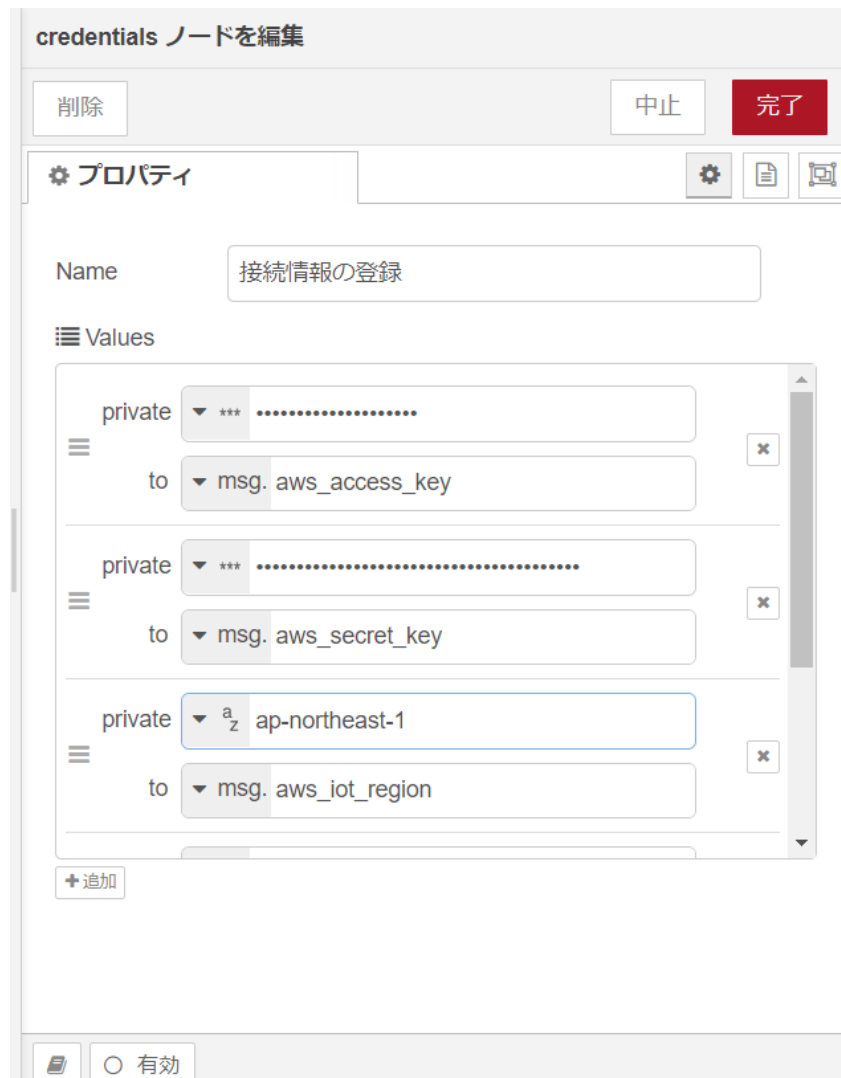 credentials ノードを編集
削除
中止
完了
プロパティ
Name
接続情報の登録
Values
private
*** ••••••••••••••••••••
to
msg. aws_access_key
private
*** ••••••••••••••••••••••••••••••••••••••••
to
msg. aws_secret_key
private
az ap-northeast-1
to
msg. aws_iot_region
追加
有効